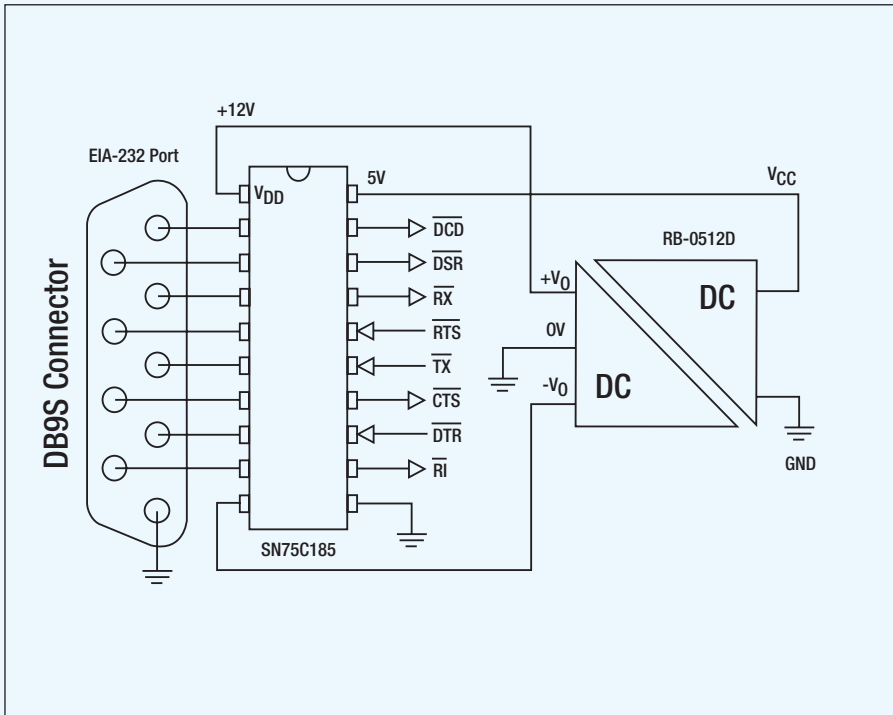 +12V
EIA-232 Port
DB9S Connector
VDD
5V
VCC
DCD
DSR
RX
RTS
TX
CTS
DTR
RI
SN75C185
RB-0512D
+VO
0V
-VO
DC
DC
GND